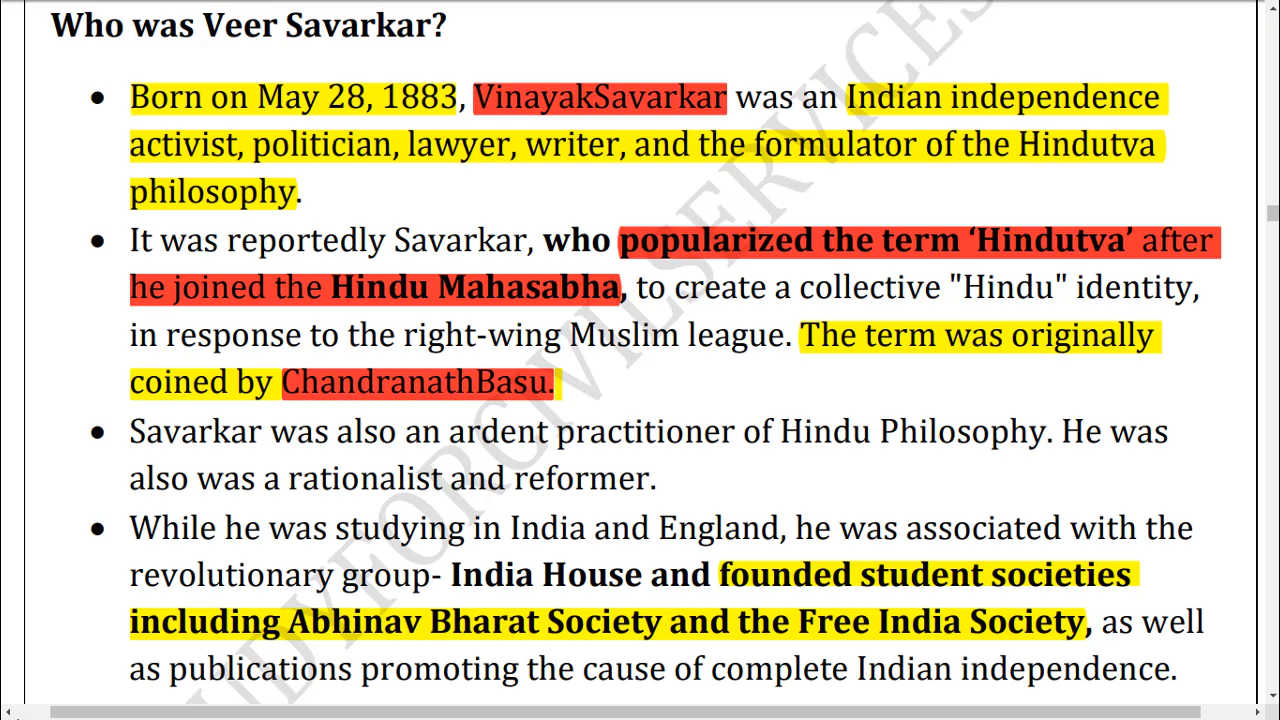 Who was Veer Savarkar?
• Born on May 28, 1883, VinayakSavarkar was an Indian independence
activist, politician, lawyer, writer, and the formulator of the Hindutva
philosophy.
• It was reportedly Savarkar, who popularized the term ‘Hindutva’ after
he joined the Hindu Mahasabha, to create a collective "Hindu" identity,
in response to the right-wing Muslim league. The term was originally
coined by ChandranathBasu.
• Savarkar was also an ardent practitioner of Hindu Philosophy. He was
also was a rationalist and reformer.
• While he was studying in India and England, he was associated with the
revolutionary group- India House and founded student societies
including Abhinav Bharat Society and the Free India Society, as well
as publications promoting the cause of complete Indian independence.
UDYFORCIVILSERVICES